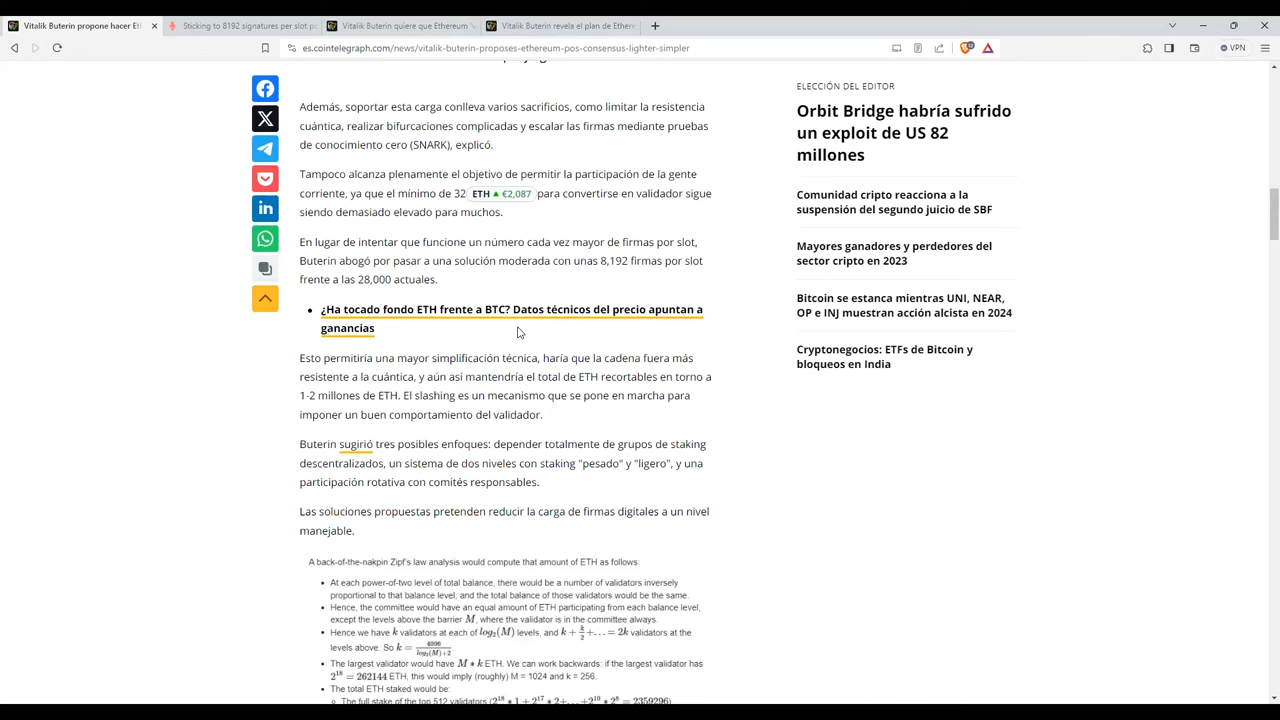 Vitalik Buterin propone hacer Et
Sticking to 8192 signatures per slot po
Vitalik Buterin quiere que Ethereum "v
Vitalik Buterin revela el plan de Ether
es.cointelegraph.com/news/vitalik-buterin-proposes-ethereum-pos-consensus-lighter-simpler
VPN
Además, soportar esta carga conlleva varios sacrificios, como limitar la resistencia
cuántica, realizar bifurcaciones complicadas y escalar las firmas mediante pruebas
de conocimiento cero (SNARK), explicó.
Tampoco alcanza plenamente el objetivo de permitir la participación de la gente
corriente, ya que el mínimo de 32 ETH ▲ €2,087 para convertirse en validador sigue
siendo demasiado elevado para muchos.
En lugar de intentar que funcione un número cada vez mayor de firmas por slot,
Buterin abogó por pasar a una solución moderada con unas 8,192 firmas por slot
frente a las 28,000 actuales.
• ¿Ha tocado fondo ETH frente a BTC? Datos técnicos del precio apuntan a
ganancias
Esto permitiría una mayor simplificación técnica, haría que la cadena fuera más
resistente a la cuántica, y aún así mantendría el total de ETH recortables en torno a
1-2 millones de ETH. El slashing es un mecanismo que se pone en marcha para
imponer un buen comportamiento del validador.
Buterin sugirió tres posibles enfoques: depender totalmente de grupos de staking
descentralizados, un sistema de dos niveles con staking "pesado" y "ligero", y una
participación rotativa con comités responsables.
Las soluciones propuestas pretenden reducir la carga de firmas digitales a un nivel
manejable.
A back-of-the-nakpin Zipf's law analysis would compute that amount of ETH as follows:
• At each power-of-two level of total balance, there would be a number of validators inversely
proportional to that balance level, and the total balance of those validators would be the same.
• Hence, the committee would have an equal amount of ETH participating from each balance level,
except the levels above the barrier M, where the validator is in the committee always.
• Hence we have k validators at each of log₂(M) levels, and k + k/2 + . . . = 2k validators at the
levels above. So k = 4096/(log₂(M)+2)
• The largest validator would have M * k ETH. We can work backwards: if the largest validator has
2¹⁸ = 262144 ETH, this would imply (roughly) M = 1024 and k = 256.
• The total ETH staked would be:
○ The full stake of the top 512 validators (2¹⁸ * 1 + 2¹⁷ * 2+. . . +2¹⁰ * 2⁸ = 2359296)
ELECCIÓN DEL EDITOR
Orbit Bridge habría sufrido
un exploit de US 82
millones
Comunidad cripto reacciona a la
suspensión del segundo juicio de SBF
Mayores ganadores y perdedores del
sector cripto en 2023
Bitcoin se estanca mientras UNI, NEAR,
OP e INJ muestran acción alcista en 2024
Cryptonegocios: ETFs de Bitcoin y
bloqueos en India